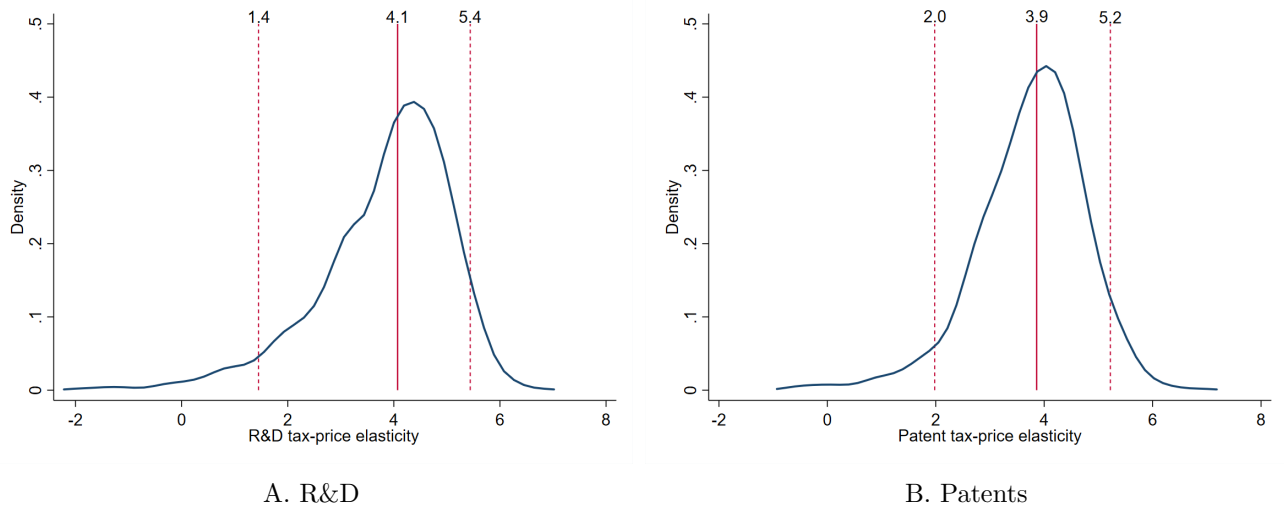 1.4 4.1 5.4
.5
.4
.3
.2
.1
0
Density
-2 0 2 4 6 8
R&D tax-price elasticity
A. R&D
2.0 3.9 5.2
.5
.4
.3
.2
.1
0
Density
-2 0 2 4 6 8
Patent tax-price elasticity
B. Patents